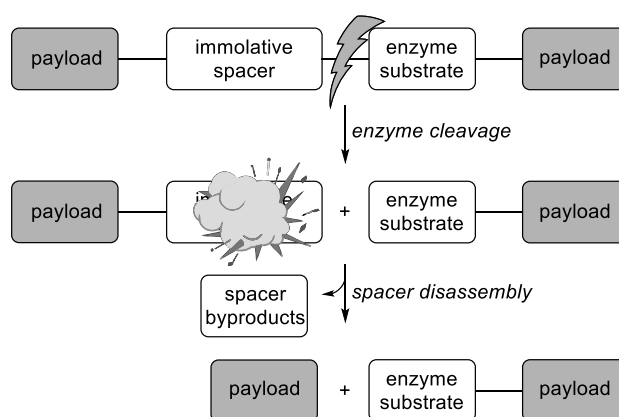 payload
immolative
spacer
enzyme
substrate
payload
enzyme cleavage
payload
+
enzyme
substrate
payload
spacer
byproducts
spacer disassembly
payload
+
enzyme
substrate
payload